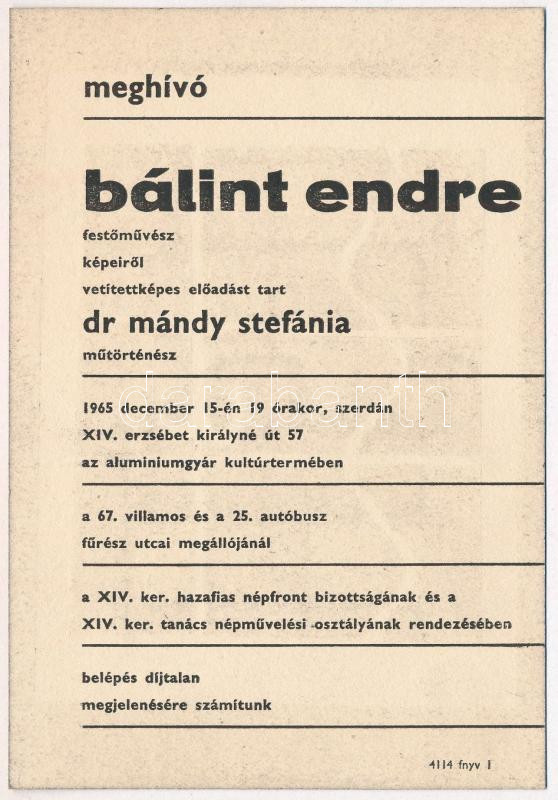 meghívó
bálint endre
festőművész
képeiről
vetítettképes előadást tart
dr mándy stefánia
műtörténész
darabanth
1965 december 15-én 19 órakor, szerdán
XIV. erzsébet királyné út 57
az aluminiumgyár kultúrtermében
a 67. villamos és a 25. autóbusz
fűrész utcai megállójánál
a XIV. ker. hazafias népfront bizottságának és a
XIV. ker. tanács népművelési osztályának rendezésében
belépés díjtalan
megjelenésére számítunk
4114 fnyv 1